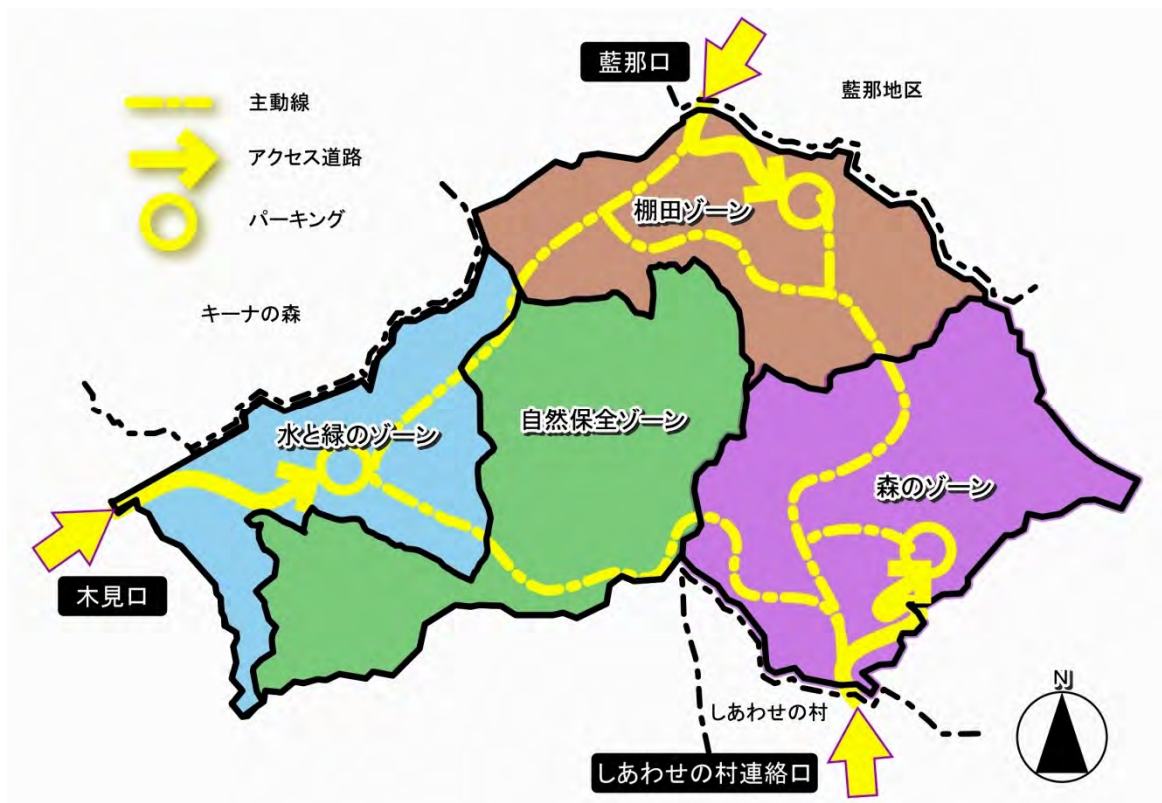 藍那口
藍那地区
主動線
アクセス道路
パーキング
棚田ゾーン
キーナの森
自然保全ゾーン
水と緑のゾーン
森のゾーン
木見口
N
しあわせの村
しあわせの村連絡口